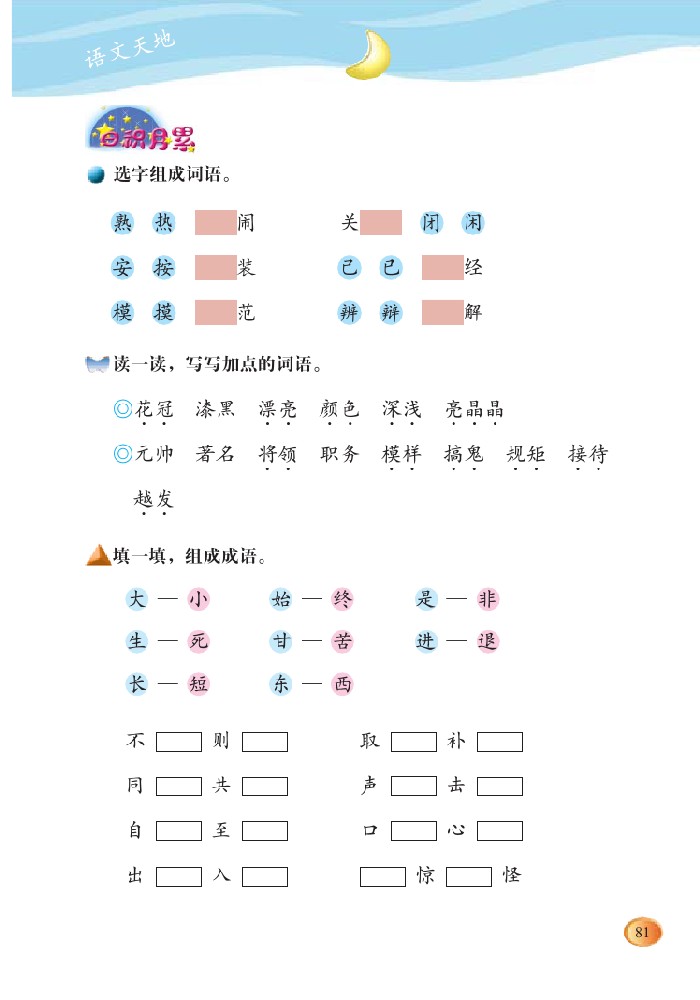 语文天地
日积月累
选字组成词语。
熟 热 闹 关 闭 闲
安 按 装 己 已 经
模 摸 范 辨 辩 解
读一读，写写加点的词语。
◎花冠 漆黑 漂亮 颜色 深浅 亮晶晶
◎元帅 著名 将领 职务 模样 搞鬼 规矩 接待
越发
填一填，组成成语。
大 — 小 始 — 终 是 — 非
生 — 死 甘 — 苦 进 — 退
长 — 短 东 — 西
不 则 取 补
同 共 声 击
自 至 口 心
出 入 惊 怪
81